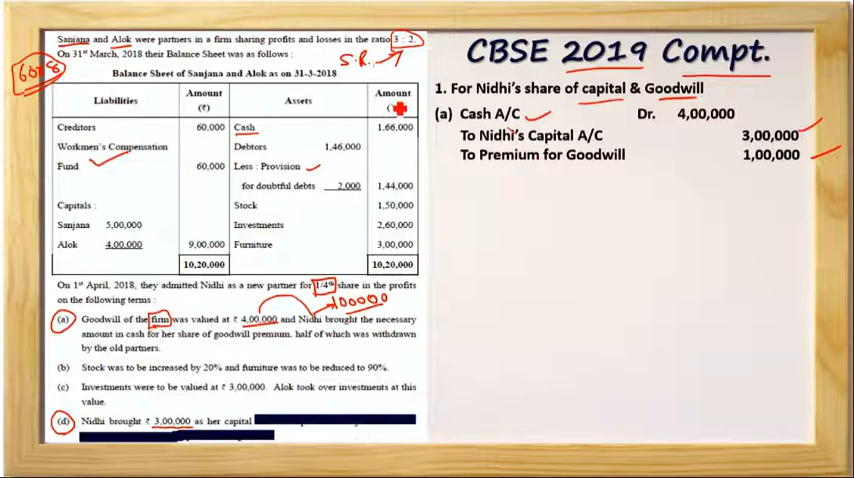 Sanjana and Alok were partners in a firm sharing profits and losses in the ratio 3 : 2.
On 31st March, 2018 their Balance Sheet was as follows :
S.R.
Balance Sheet of Sanjana and Alok as on 31-3-2018
Liabilities Amount (₹) Assets Amount
Creditors 60,000 Cash 1,66,000
Workmen's Compensation Debtors 1,46,000
Fund 60,000 Less : Provision
for doubtful debts 2,000 1,44,000
Capitals : Stock 1,50,000
Sanjana 5,00,000 Investments 2,60,000
Alok 4,00,000 9,00,000 Furniture 3,00,000
10,20,000 10,20,000
On 1st April, 2018, they admitted Nidhi as a new partner for 1/4th share in the profits
on the following terms :
100000
(a) Goodwill of the firm was valued at ₹ 4,00,000 and Nidhi brought the necessary
amount in cash for her share of goodwill premium, half of which was withdrawn
by the old partners.
(b) Stock was to be increased by 20% and furniture was to be reduced to 90%.
(c) Investments were to be valued at ₹ 3,00,000. Alok took over investments at this
value.
(d) Nidhi brought ₹ 3,00,000 as her capital
CBSE 2019 Compt.
1. For Nidhi's share of capital & Goodwill
(a) Cash A/C Dr. 4,00,000
To Nidhi's Capital A/C 3,00,000
To Premium for Goodwill 1,00,000